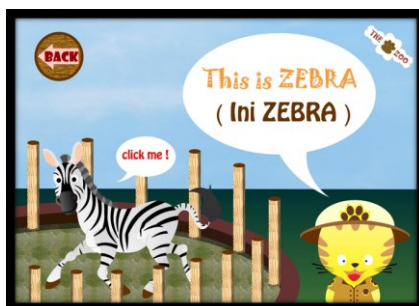 BACK
THE ZOO
This is ZEBRA
( Ini ZEBRA )
click me !